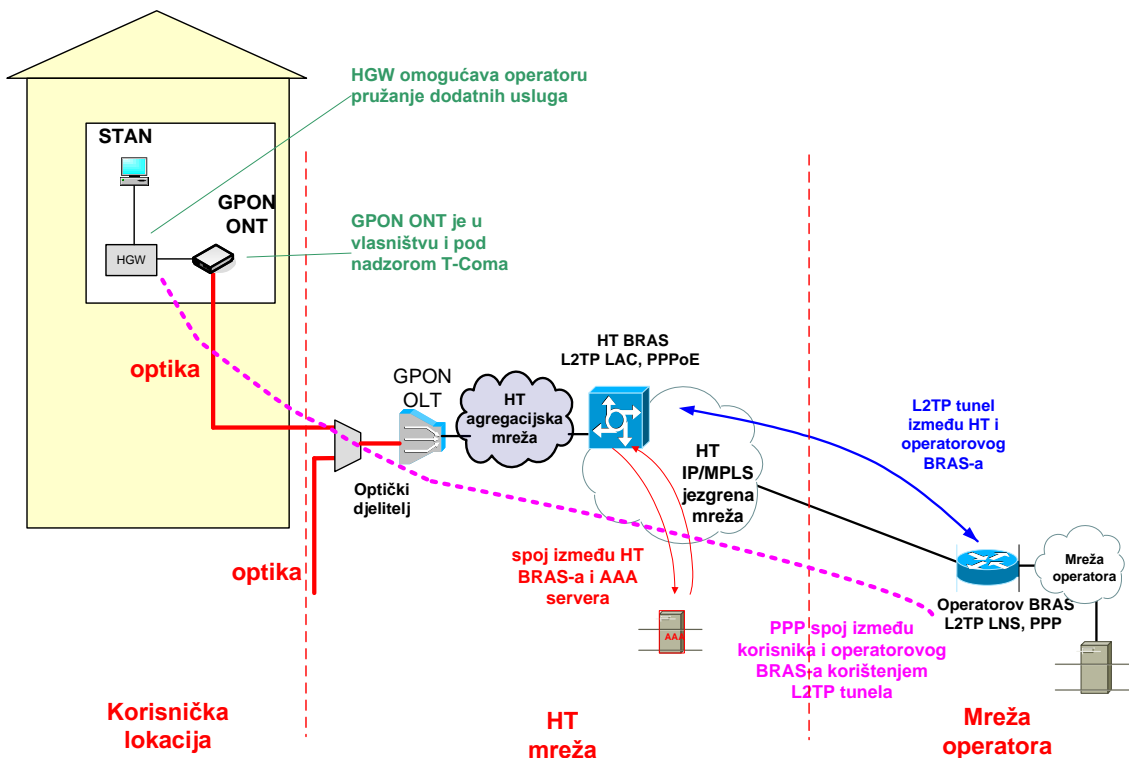 HGW omogućava operatoru
pružanje dodatnih usluga
STAN
GPON
ONT
HGW
GPON ONT je u
vlasništvu i pod
nadzorom T-Coma
optika
GPON
OLT
HT
agregacijska
mreža
HT BRAS
L2TP LAC, PPPoE
HT
IP/MPLS
jezgrena
mreža
L2TP tunel
između HT i
operatorovog
BRAS-a
Optički
djelitelj
optika
spoj između HT
BRAS-a i AAA
servera
AAA
Mreža
operatora
Operatorov BRAS
L2TP LNS, PPP
PPP spoj između
korisnika i operatorovog
BRAS-a korištenjem
L2TP tunela
Korisnička
lokacija
HT
mreža
Mreža
operatora